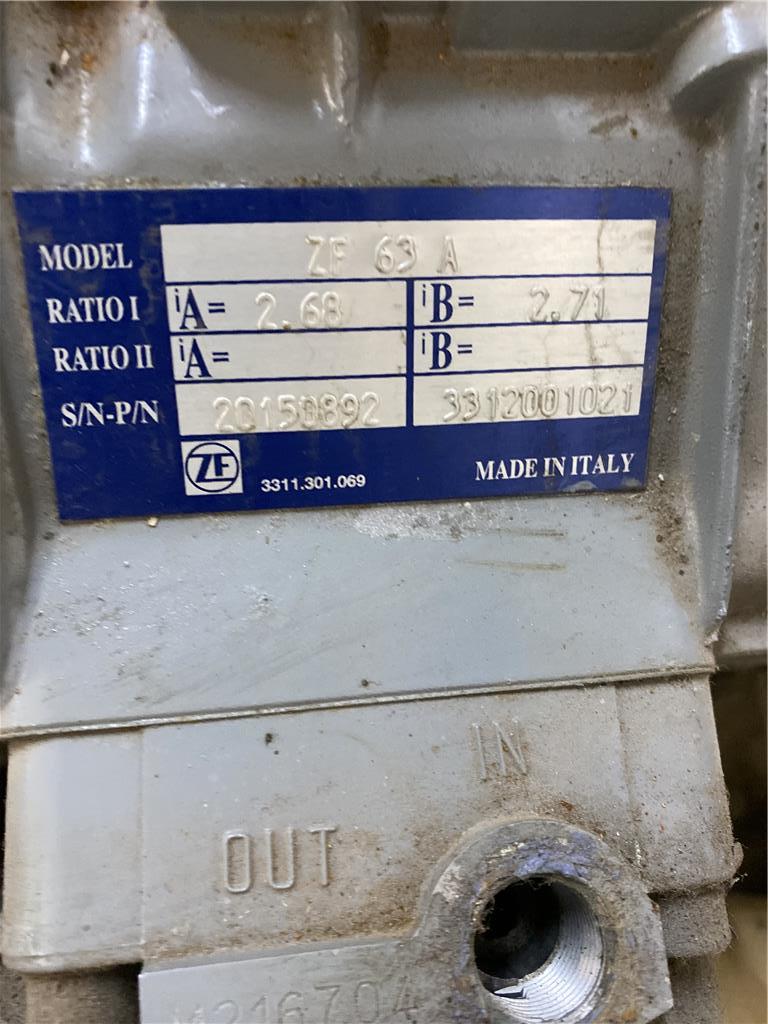 MODEL ZF 63 A
RATIO I iA= 2.68 iB= 2.71
RATIO II iA= iB=
S/N-P/N 20150892 3312001021
ZF 3311.301.069 MADE IN ITALY
IN
OUT
M216704